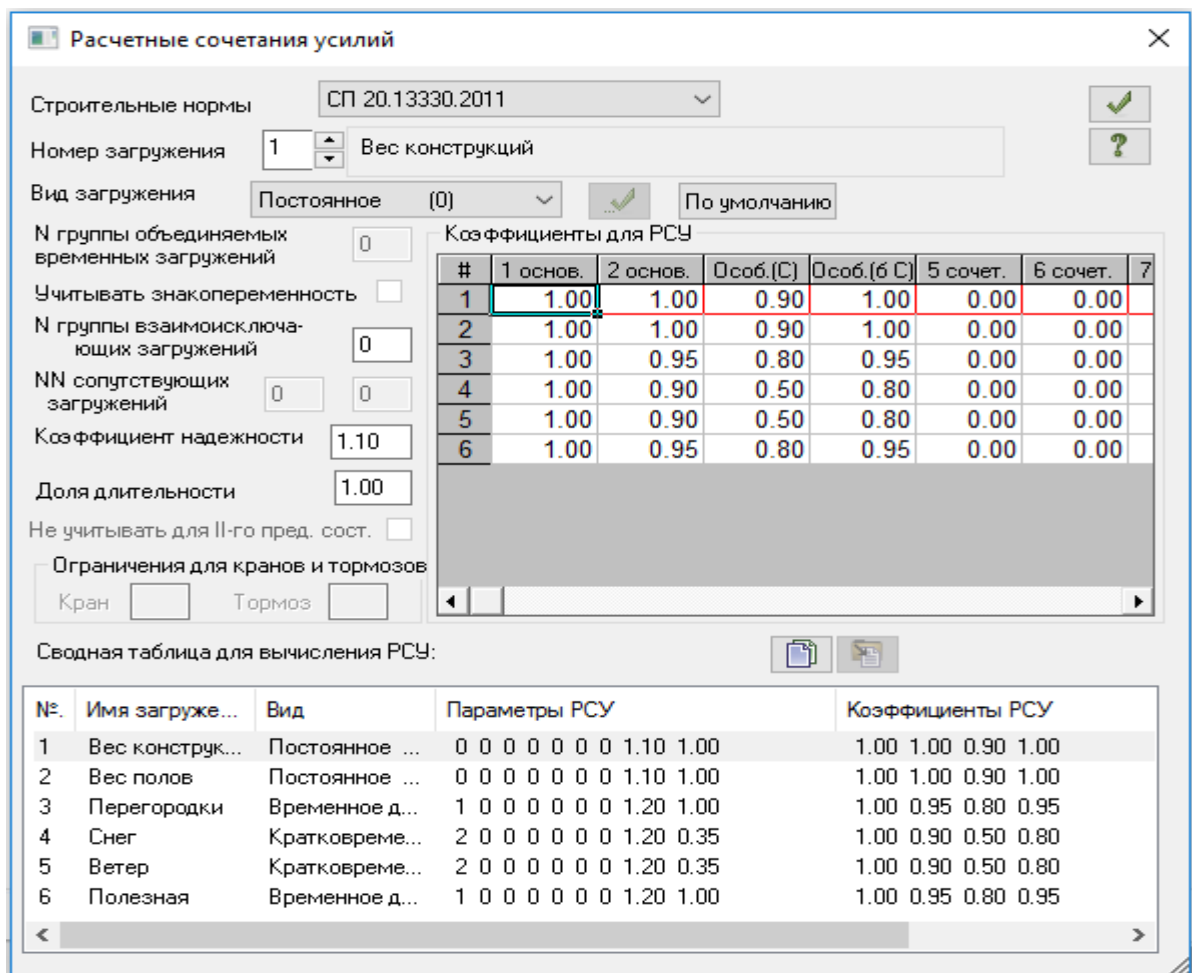 Расчетные сочетания усилий
Строительные нормы СП 20.13330.2011
Номер загружения 1 Вес конструкций
Вид загружения Постоянное (0) По умолчанию
N группы объединяемых
временных загружений 0
Учитывать знакопеременность
N группы взаимоисключа-
ющих загружений 0
NN сопутствующих
загружений 0 0
Коэффициент надежности 1.10
Доля длительности 1.00
Не учитывать для II-го пред. сост.
Ограничения для кранов и тормозов
Кран Тормоз
Коэффициенты для РСУ
# 1 основ. 2 основ. Особ.(С) Особ.(б С) 5 сочет. 6 сочет. 7
1 1.00 1.00 0.90 1.00 0.00 0.00
2 1.00 1.00 0.90 1.00 0.00 0.00
3 1.00 0.95 0.80 0.95 0.00 0.00
4 1.00 0.90 0.50 0.80 0.00 0.00
5 1.00 0.90 0.50 0.80 0.00 0.00
6 1.00 0.95 0.80 0.95 0.00 0.00
Сводная таблица для вычисления РСУ:
№. Имя загруже... Вид Параметры РСУ Коэффициенты РСУ
1 Вес конструк... Постоянное ... 0 0 0 0 0 0 0 1.10 1.00 1.00 1.00 0.90 1.00
2 Вес полов Постоянное ... 0 0 0 0 0 0 0 1.10 1.00 1.00 1.00 0.90 1.00
3 Перегородки Временное д... 1 0 0 0 0 0 0 1.20 1.00 1.00 0.95 0.80 0.95
4 Снег Кратковреме... 2 0 0 0 0 0 0 1.20 0.35 1.00 0.90 0.50 0.80
5 Ветер Кратковреме... 2 0 0 0 0 0 0 1.20 0.35 1.00 0.90 0.50 0.80
6 Полезная Временное д... 1 0 0 0 0 0 0 1.20 1.00 1.00 0.95 0.80 0.95